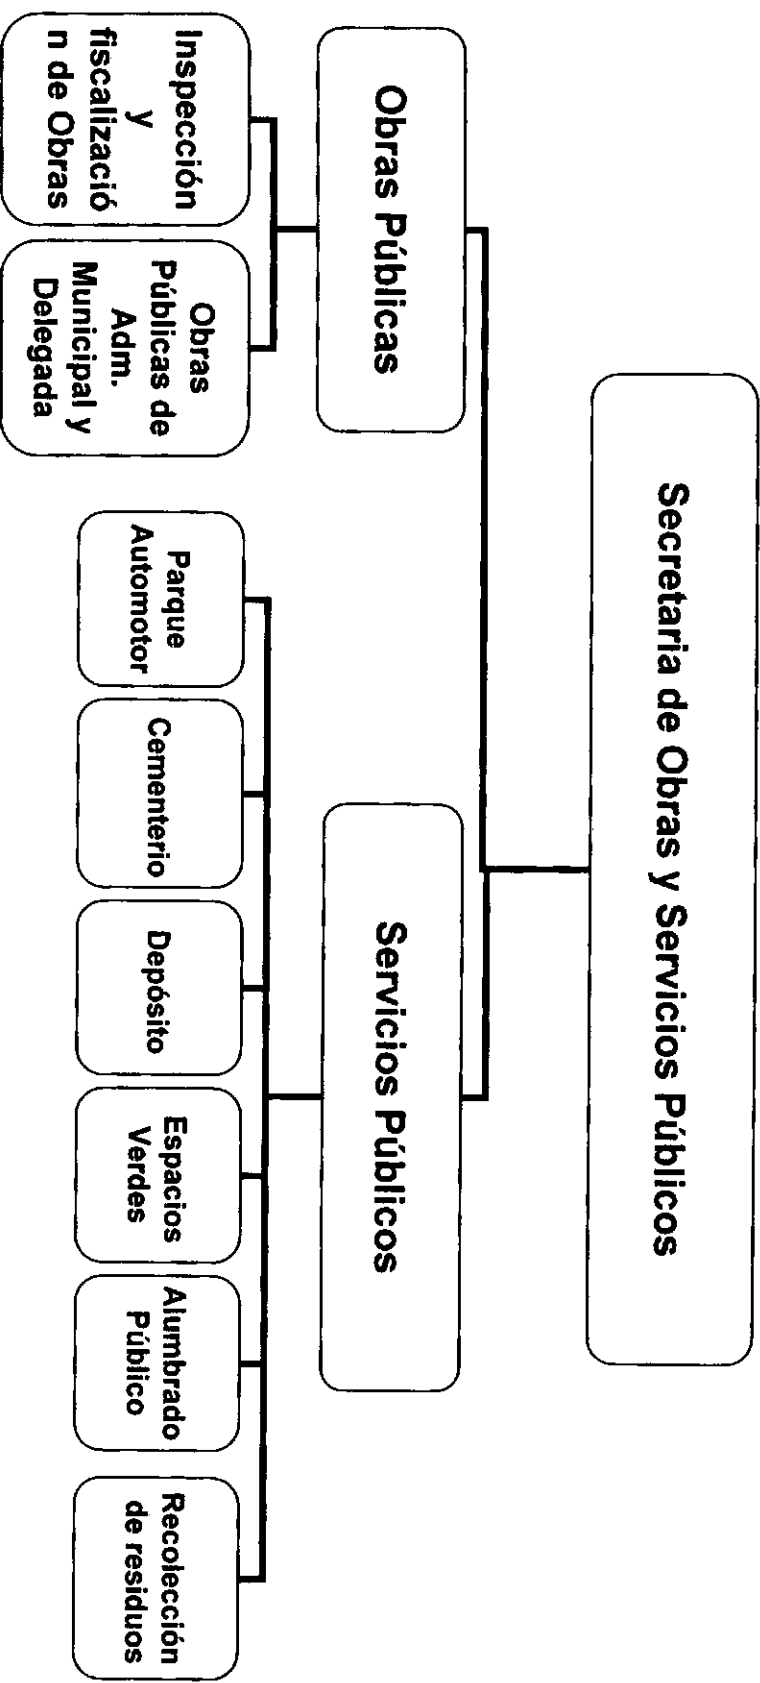 Secretaria de Obras y Servicios Públicos
Obras Públicas
Servicios Públicos
Inspección
y
fiscalizació
n de Obras
Obras
Públicas de
Adm.
Municipal y
Delegada
Parque
Automotor
Cementerio
Depósito
Espacios
Verdes
Alumbrado
Público
Recolección
de residuos